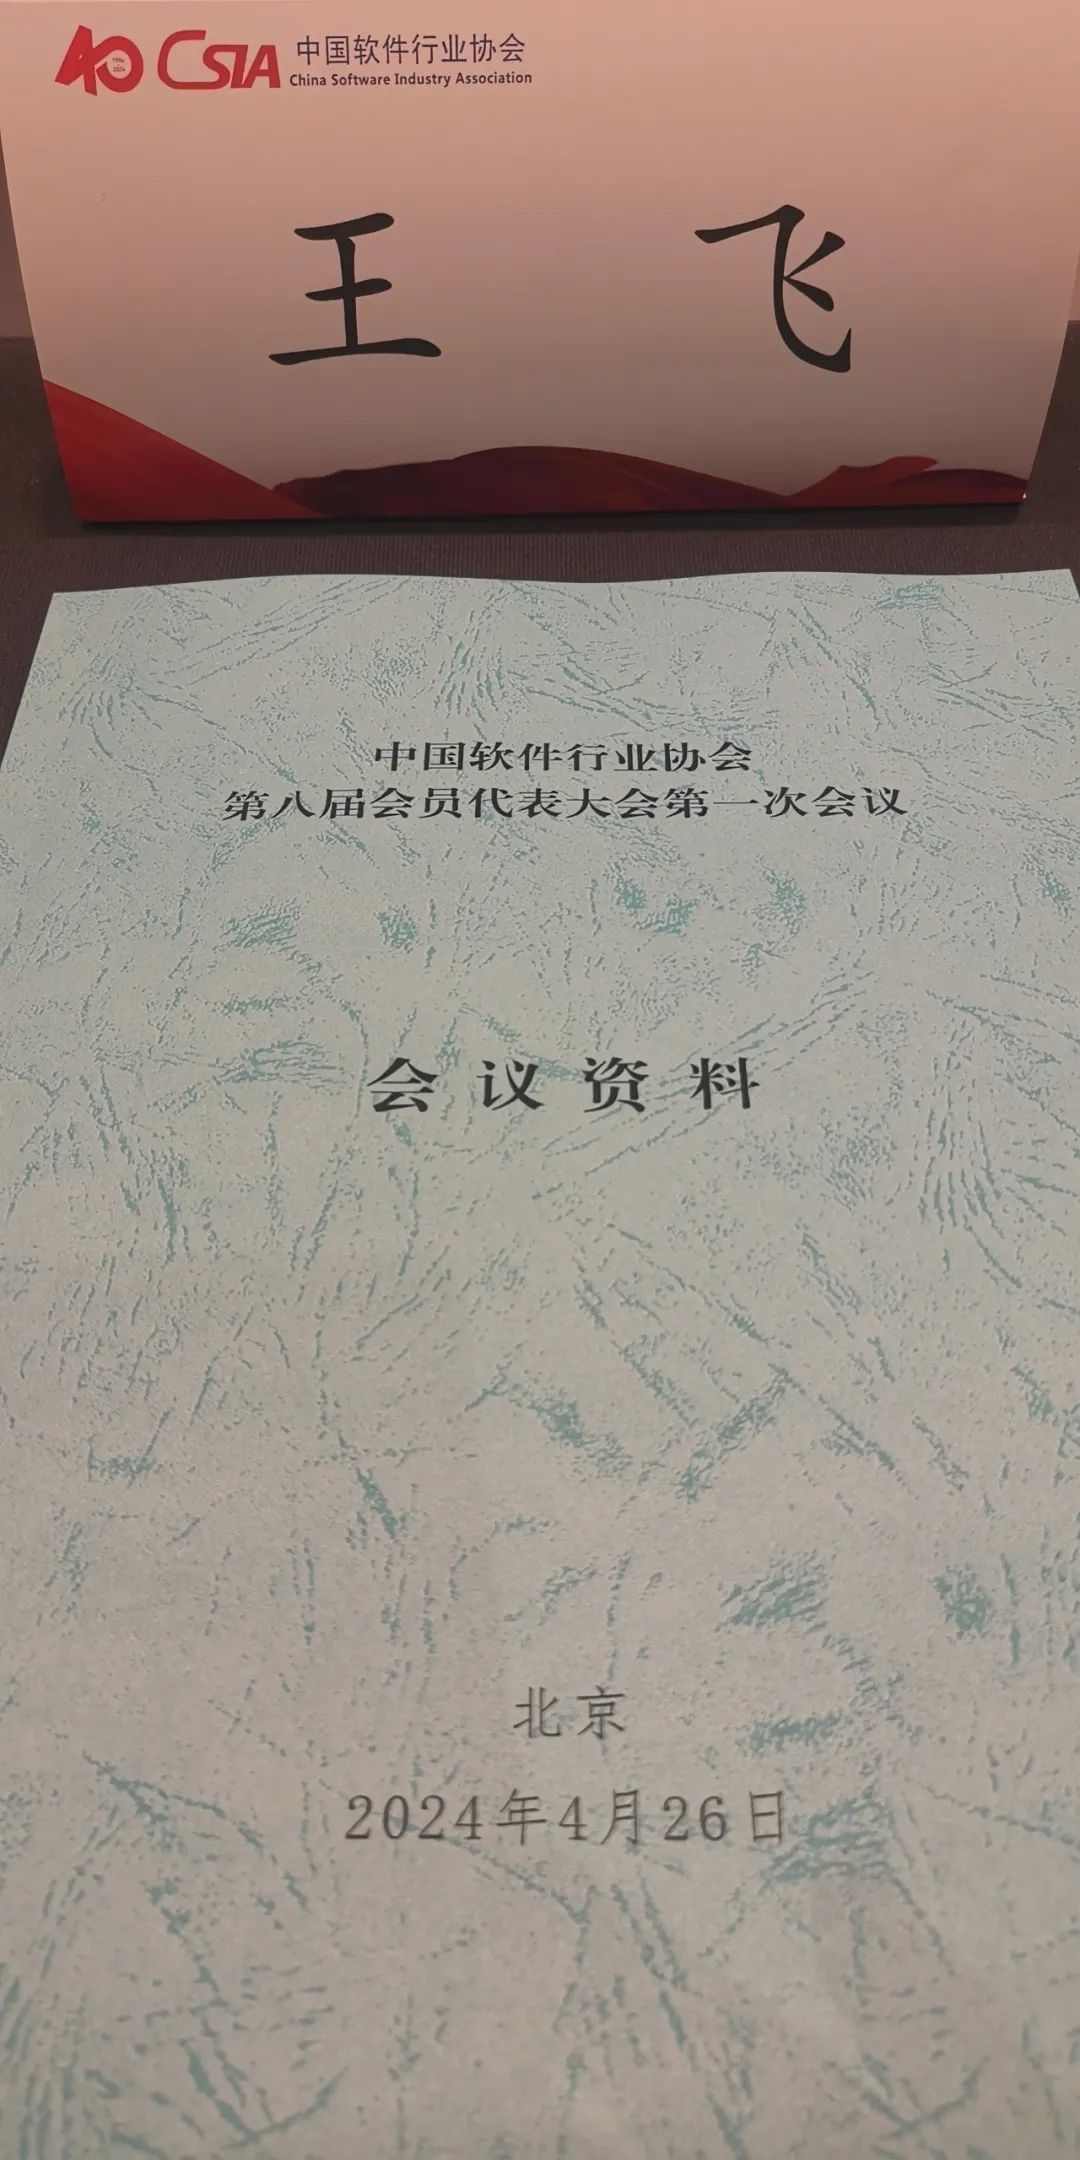 40 CSIA 中国软件行业协会
China Software Industry Association
王 飞
中国软件行业协会
第八届会员代表大会第一次会议
会议资料
北京
2024年4月26日